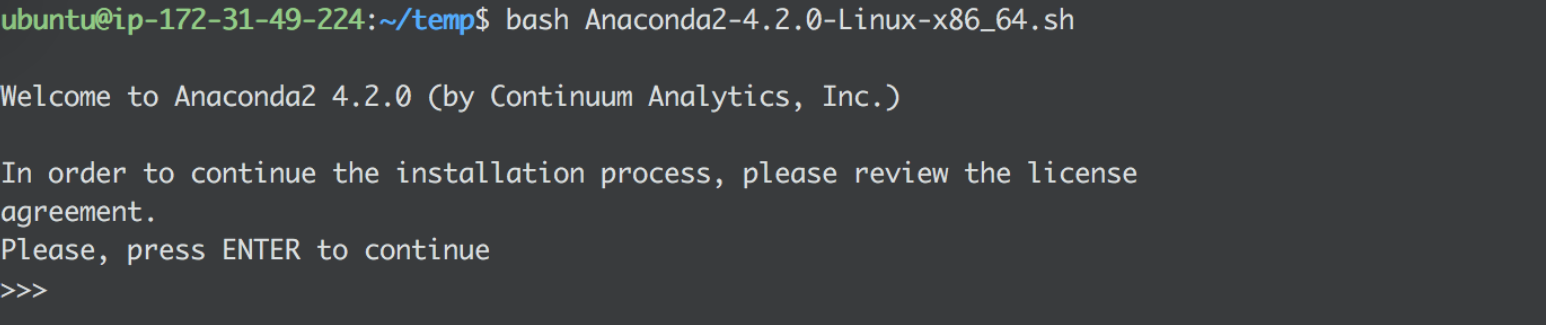 ubuntu@ip-172-31-49-224:~/temp$ bash Anaconda2-4.2.0-Linux-x86_64.sh
Welcome to Anaconda2 4.2.0 (by Continuum Analytics, Inc.)
In order to continue the installation process, please review the license
agreement.
Please, press ENTER to continue
>>>